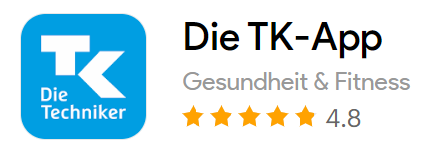 TK
Die
Techniker
Die TK-App
Gesundheit & Fitness
4.8